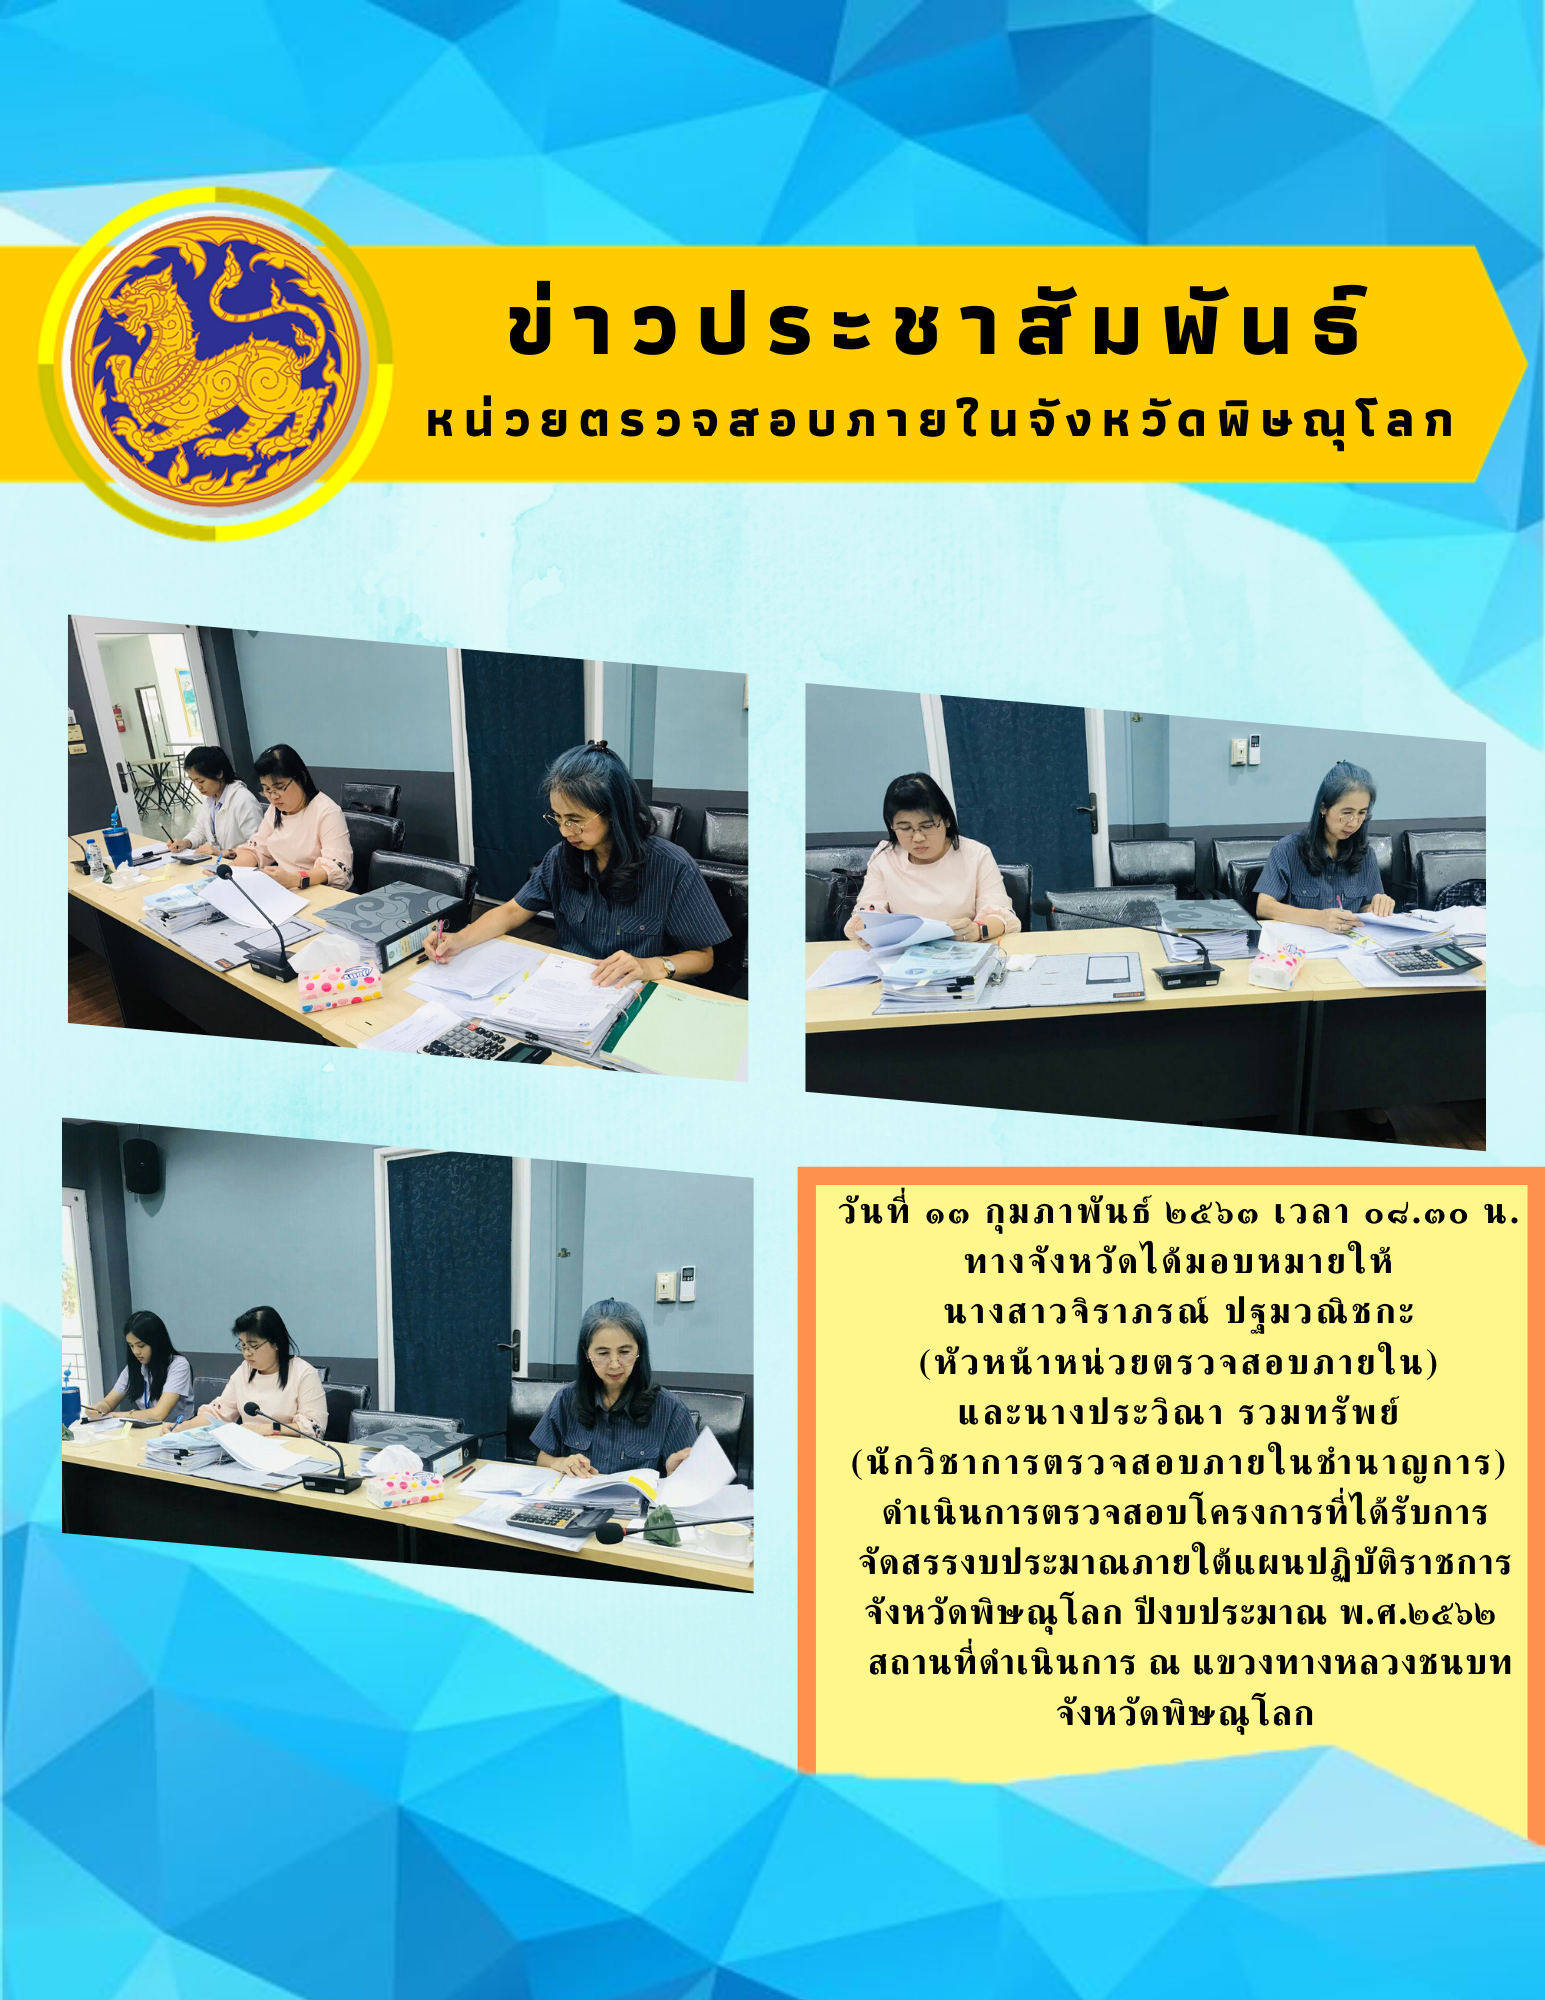 ข่าวประชาสัมพันธ์
หน่วยตรวจสอบภายในจังหวัดพิษณุโลก
วันที่ ๑๓ กุมภาพันธ์ ๒๕๖๓ เวลา ๐๘.๓๐ น.
ทางจังหวัดได้มอบหมายให้
นางสาวจิราภรณ์ ปฐมวณิชกะ
(หัวหน้าหน่วยตรวจสอบภายใน)
และนางประวิณา รวมทรัพย์
(นักวิชาการตรวจสอบภายในชำนาญการ)
ดำเนินการตรวจสอบโครงการที่ได้รับการ
จัดสรรงบประมาณภายใต้แผนปฏิบัติราชการ
จังหวัดพิษณุโลก ปีงบประมาณ พ.ศ.๒๕๖๒
สถานที่ดำเนินการ ณ แขวงทางหลวงชนบท
จังหวัดพิษณุโลก